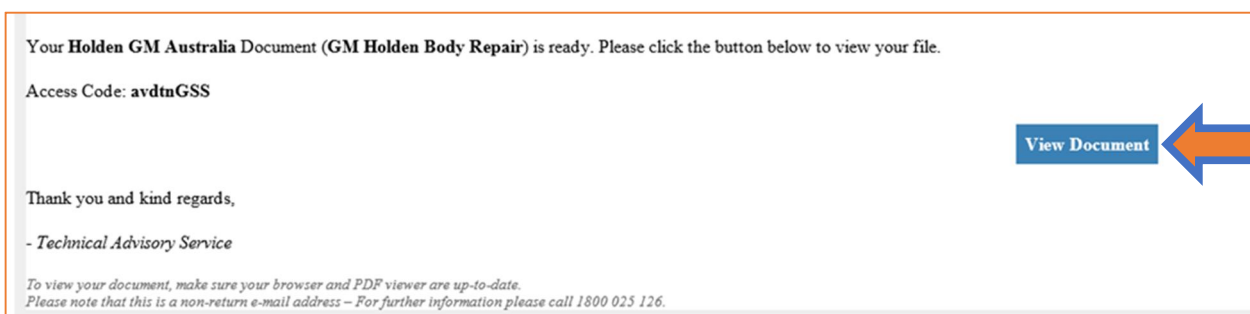 Your Holden GM Australia Document (GM Holden Body Repair) is ready. Please click the button below to view your file.
Access Code: avdtnGSS
View Document
Thank you and kind regards,
- Technical Advisory Service
To view your document, make sure your browser and PDF viewer are up-to-date.
Please note that this is a non-return e-mail address – For further information please call 1800 025 126.